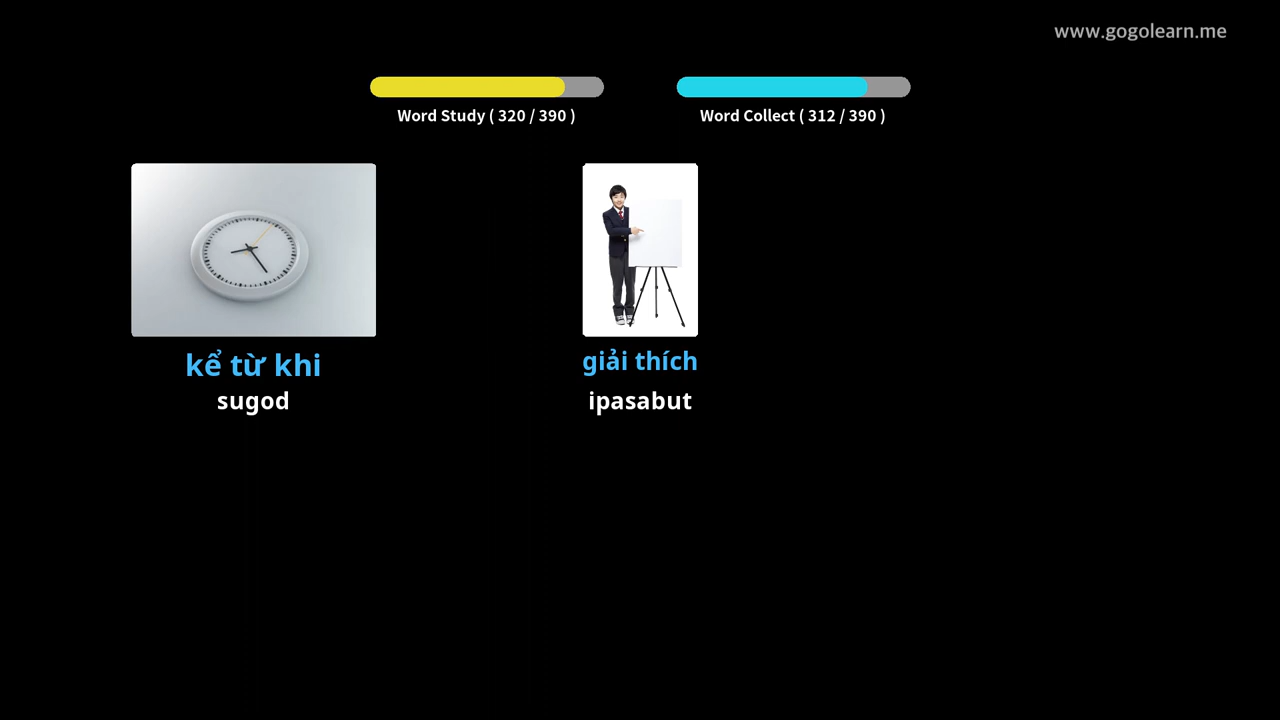 www.gogolearn.me
Word Study ( 320 / 390 )
Word Collect ( 312 / 390 )
kể từ khi
sugod
giải thích
ipasabut